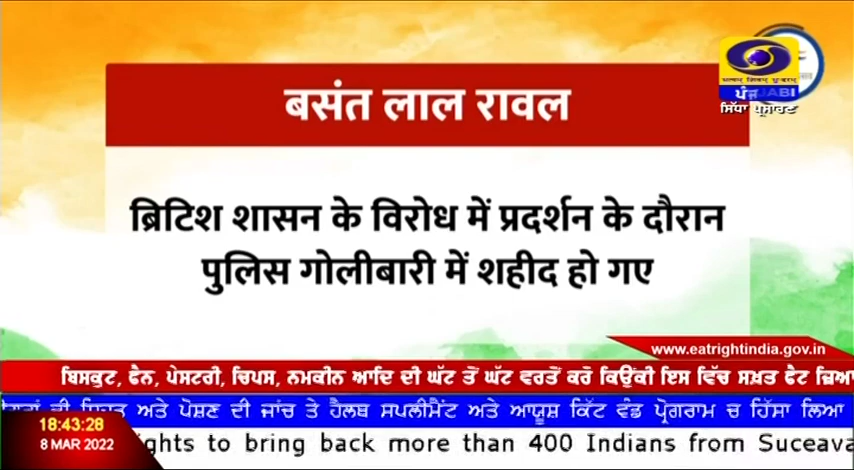 बसंत लाल रावल
ਪੰਜ JABI
ਸਿੱਧਾ ਪ੍ਰਸਾਰਣ
ब्रिटिश शासन के विरोध में प्रदर्शन के दौरान
पुलिस गोलीबारी में शहीद हो गए
www.eatrightindia.gov.in
ਬਿਸਕੁਟ, ਫੈਨ, ਪੇਸਟਰੀ, ਚਿਪਸ, ਨਮਕੀਨ ਆਦਿ ਦੀ ਘੱਟ ਤੋਂ ਘੱਟ ਵਰਤੋਂ ਕਰੋ ਕਿਉਂਕੀ ਇਸ ਵਿੱਚ ਸਖ਼ਤ ਫੈਟ ਜ਼ਿਆ
ਦੀ ਸਿਹਤ ਅਤੇ ਪੋਸ਼ਣ ਦੀ ਜਾਂਚ ਤੇ ਹੈਲਥ ਸਪਲੀਮੈਂਟ ਅਤੇ ਆਯੂਸ਼ ਕਿੱਟ ਵੰਡ ਪ੍ਰੋਗਰਾਮ ਚ ਹਿੱਸਾ ਲਿਆ
18:43:28
8 MAR 2022
ghts to bring back more than 400 Indians from Suceava